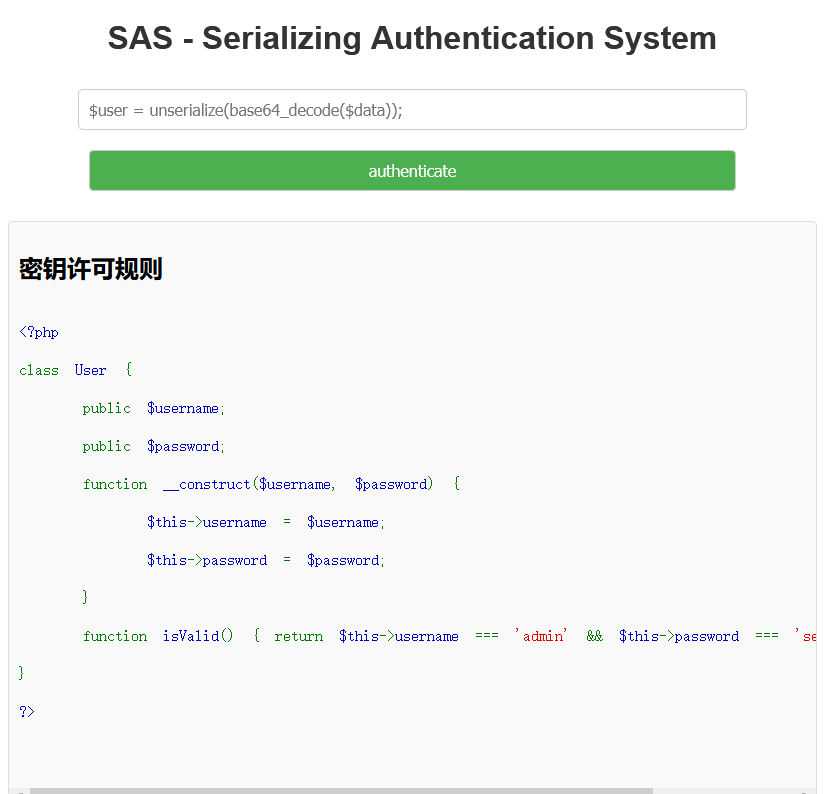 SAS - Serializing Authentication System
$user = unserialize(base64_decode($data));
authenticate
密钥许可规则
<?php
class User {
public $username;
public $password;
function __construct($username, $password) {
$this->username = $username;
$this->password = $password;
}
function isValid() { return $this->username === 'admin' && $this->password === 'se
}
?>